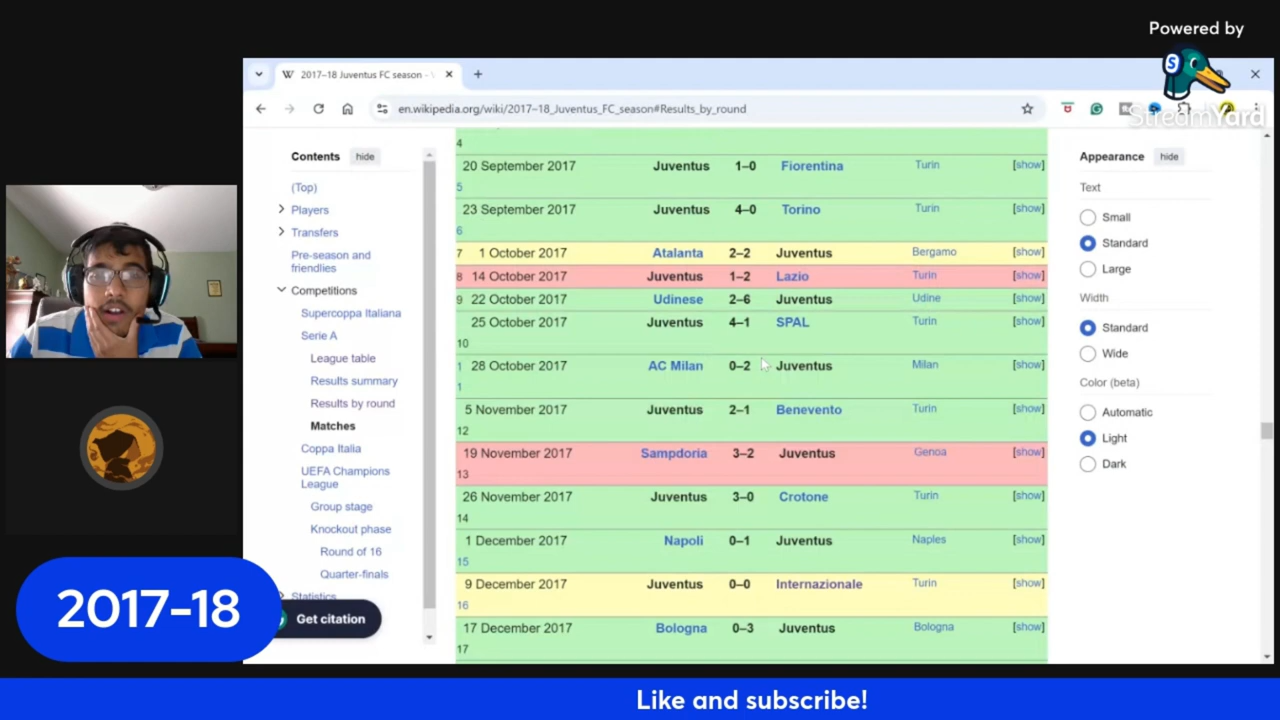 Powered by
StreamYard
2017–18 Juventus FC season -
en.wikipedia.org/wiki/2017–18_Juventus_FC_season#Results_by_round
Contents hide
(Top)
Players
Transfers
Pre-season and
friendlies
Competitions
Supercoppa Italiana
Serie A
League table
Results summary
Results by round
Matches
Coppa Italia
UEFA Champions
League
Group stage
Knockout phase
Round of 16
Quarter-finals
Statistics
Get citation
4
20 September 2017 Juventus 1–0 Fiorentina Turin [show]
5
23 September 2017 Juventus 4–0 Torino Turin [show]
6
7 1 October 2017 Atalanta 2–2 Juventus Bergamo [show]
8 14 October 2017 Juventus 1–2 Lazio Turin [show]
9 22 October 2017 Udinese 2–6 Juventus Udine [show]
25 October 2017 Juventus 4–1 SPAL Turin [show]
10
1 28 October 2017 AC Milan 0–2 Juventus Milan [show]
1
5 November 2017 Juventus 2–1 Benevento Turin [show]
12
19 November 2017 Sampdoria 3–2 Juventus Genoa [show]
13
26 November 2017 Juventus 3–0 Crotone Turin [show]
14
1 December 2017 Napoli 0–1 Juventus Naples [show]
15
9 December 2017 Juventus 0–0 Internazionale Turin [show]
16
17 December 2017 Bologna 0–3 Juventus Bologna [show]
17
Appearance hide
Text
Small
Standard
Large
Width
Standard
Wide
Color (beta)
Automatic
Light
Dark
2017-18
Like and subscribe!